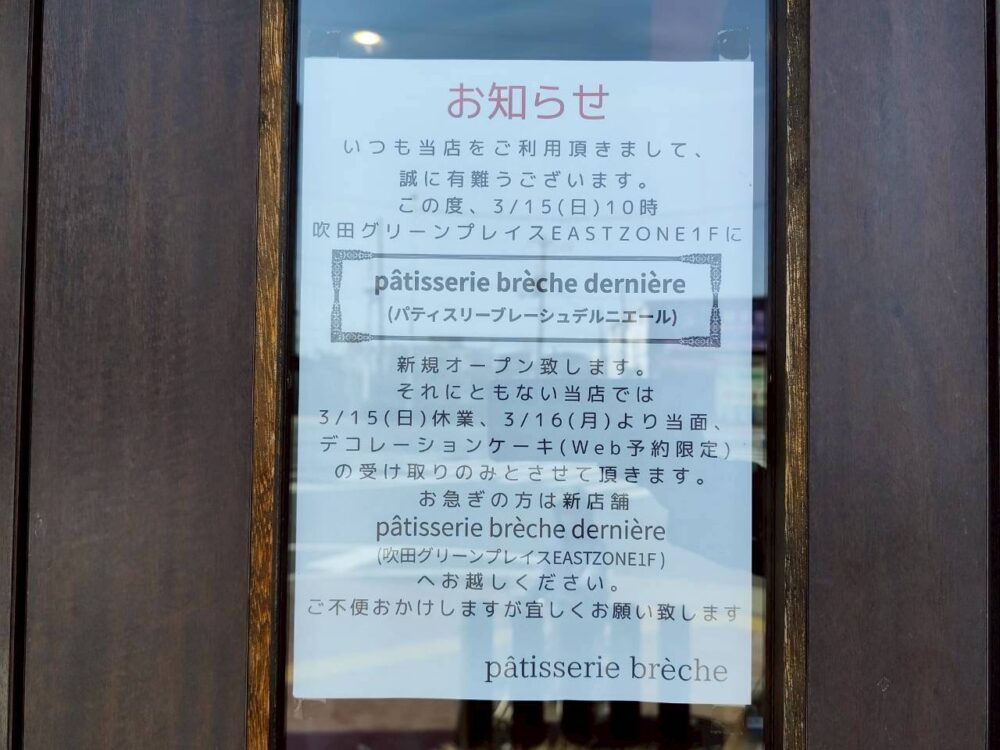 お知らせ
いつも当店をご利用頂きまして、
誠に有難うございます。
この度、3/15(日)10時
吹田グリーンプレイスEASTZONE1Fに
pâtisserie brèche dernière
(パティスリーブレーシュデルニエール)
新規オープン致します。
それにともない当店では
3/15(日)休業、3/16(月)より当面、
デコレーションケーキ(Web予約限定)
の受け取りのみとさせて頂きます。
お急ぎの方は新店舗
pâtisserie brèche dernière
(吹田グリーンプレイスEASTZONE1F)
へお越しください。
ご不便おかけしますが宜しくお願い致します
pâtisserie brèche